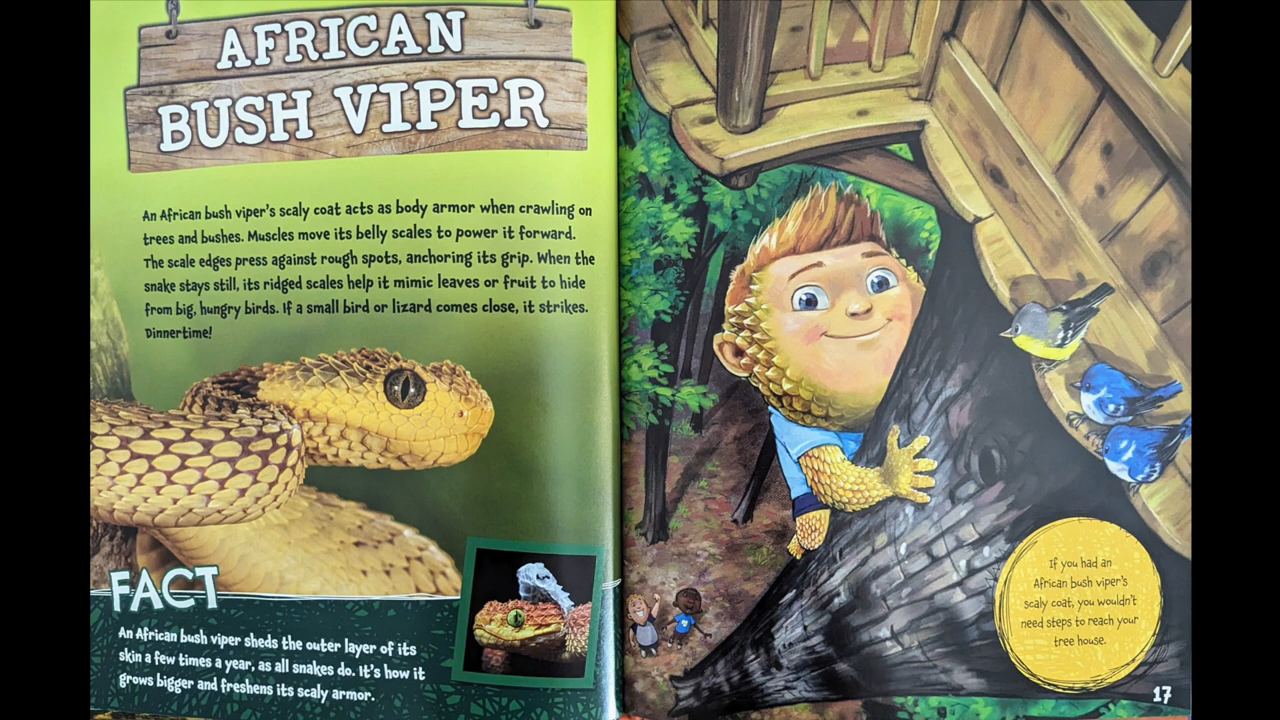 AFRICAN
BUSH VIPER
An African bush viper's scaly coat acts as body armor when crawling on
trees and bushes. Muscles move its belly scales to power it forward.
The scale edges press against rough spots, anchoring its grip. When the
snake stays still, its ridged scales help it mimic leaves or fruit to hide
from big, hungry birds. If a small bird or lizard comes close, it strikes.
Dinnertime!
FACT
An African bush viper sheds the outer layer of its
skin a few times a year, as all snakes do. It's how it
grows bigger and freshens its scaly armor.
If you had an
African bush viper's
scaly coat, you wouldn't
need steps to reach your
tree house.
17